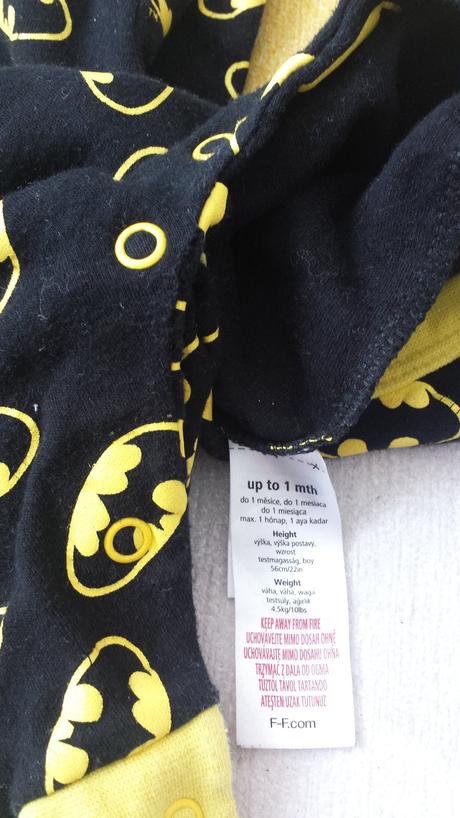 up to 1 mth
do 1 měsíce, do 1 mesiaca
do 1 miesiąca
max. 1 hónap, 1 aya kadar
Height
výška, výška postavy,
wzrost
testmagasság, boy
56cm/22in
Weight
váha, váha, waga
testsúly, ağırlık
4.5kg/10lbs
KEEP AWAY FROM FIRE
UCHOVÁVEJTE MIMO DOSAH OHNĚ
UCHOVÁVAJTE MIMO DOSAHU OHŇA
TRZYMAĆ Z DALA OD OGNIA
TŰZTŐL TÁVOL TARTANDÓ
ATEŞTEN UZAK TUTUNUZ
F-F.com